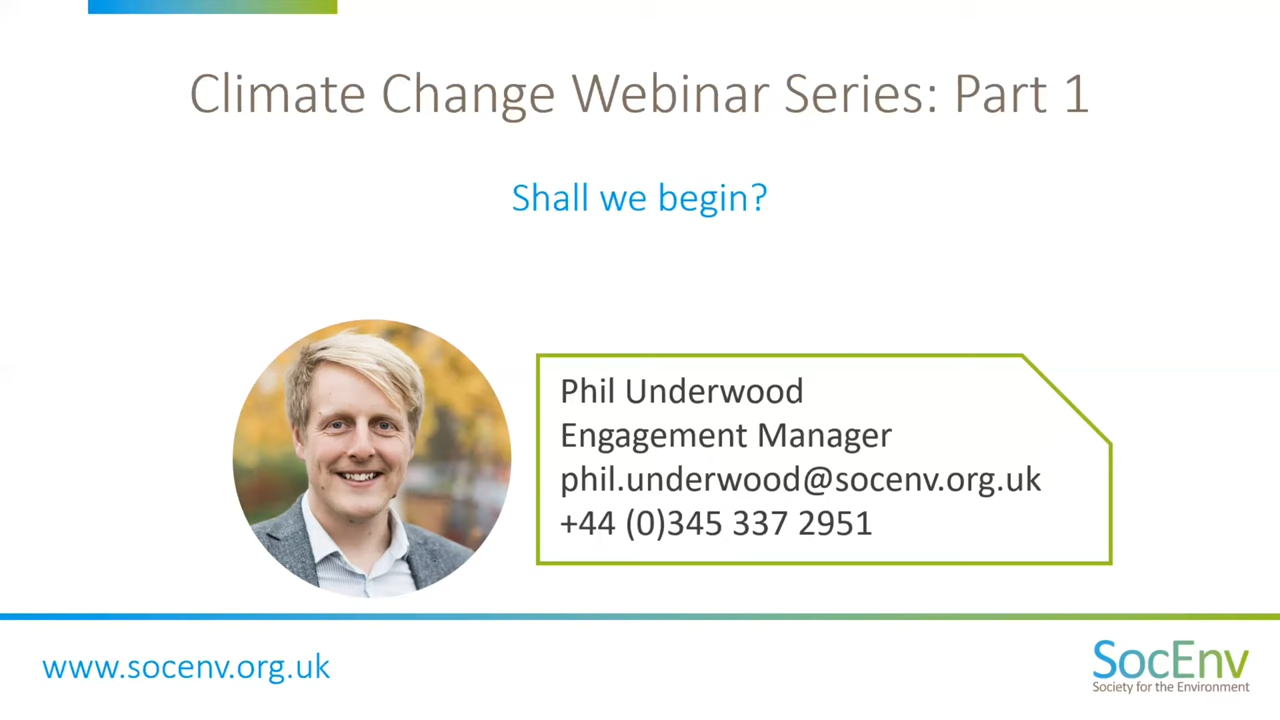 Climate Change Webinar Series: Part 1
Shall we begin?
Phil Underwood
Engagement Manager
phil.underwood@socenv.org.uk
+44 (0)345 337 2951
www.socenv.org.uk
SocEnv
Society for the Environment